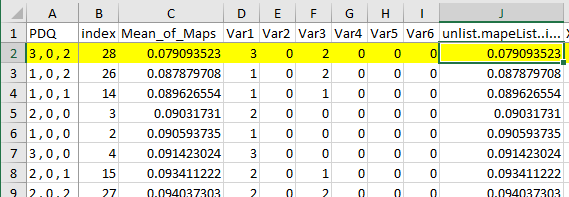 A B C D E F G H I J
1 PDQ index Mean_of_Maps Var1 Var2 Var3 Var4 Var5 Var6 unlist.mapeList..i...
2 3 , 0 , 2 28 0.079093523 3 0 2 0 0 0 0.079093523
3 1 , 0 , 2 26 0.087879708 1 0 2 0 0 0 0.087879708
4 1 , 0 , 1 14 0.089626554 1 0 1 0 0 0 0.089626554
5 2 , 0 , 0 3 0.09031731 2 0 0 0 0 0 0.09031731
6 1 , 0 , 0 2 0.090593735 1 0 0 0 0 0 0.090593735
7 3 , 0 , 0 4 0.091423024 3 0 0 0 0 0 0.091423024
8 2 , 0 , 1 15 0.093411222 2 0 1 0 0 0 0.093411222
9 2 , 0 , 2 27 0.094037303 2 0 2 0 0 0 0.094037303